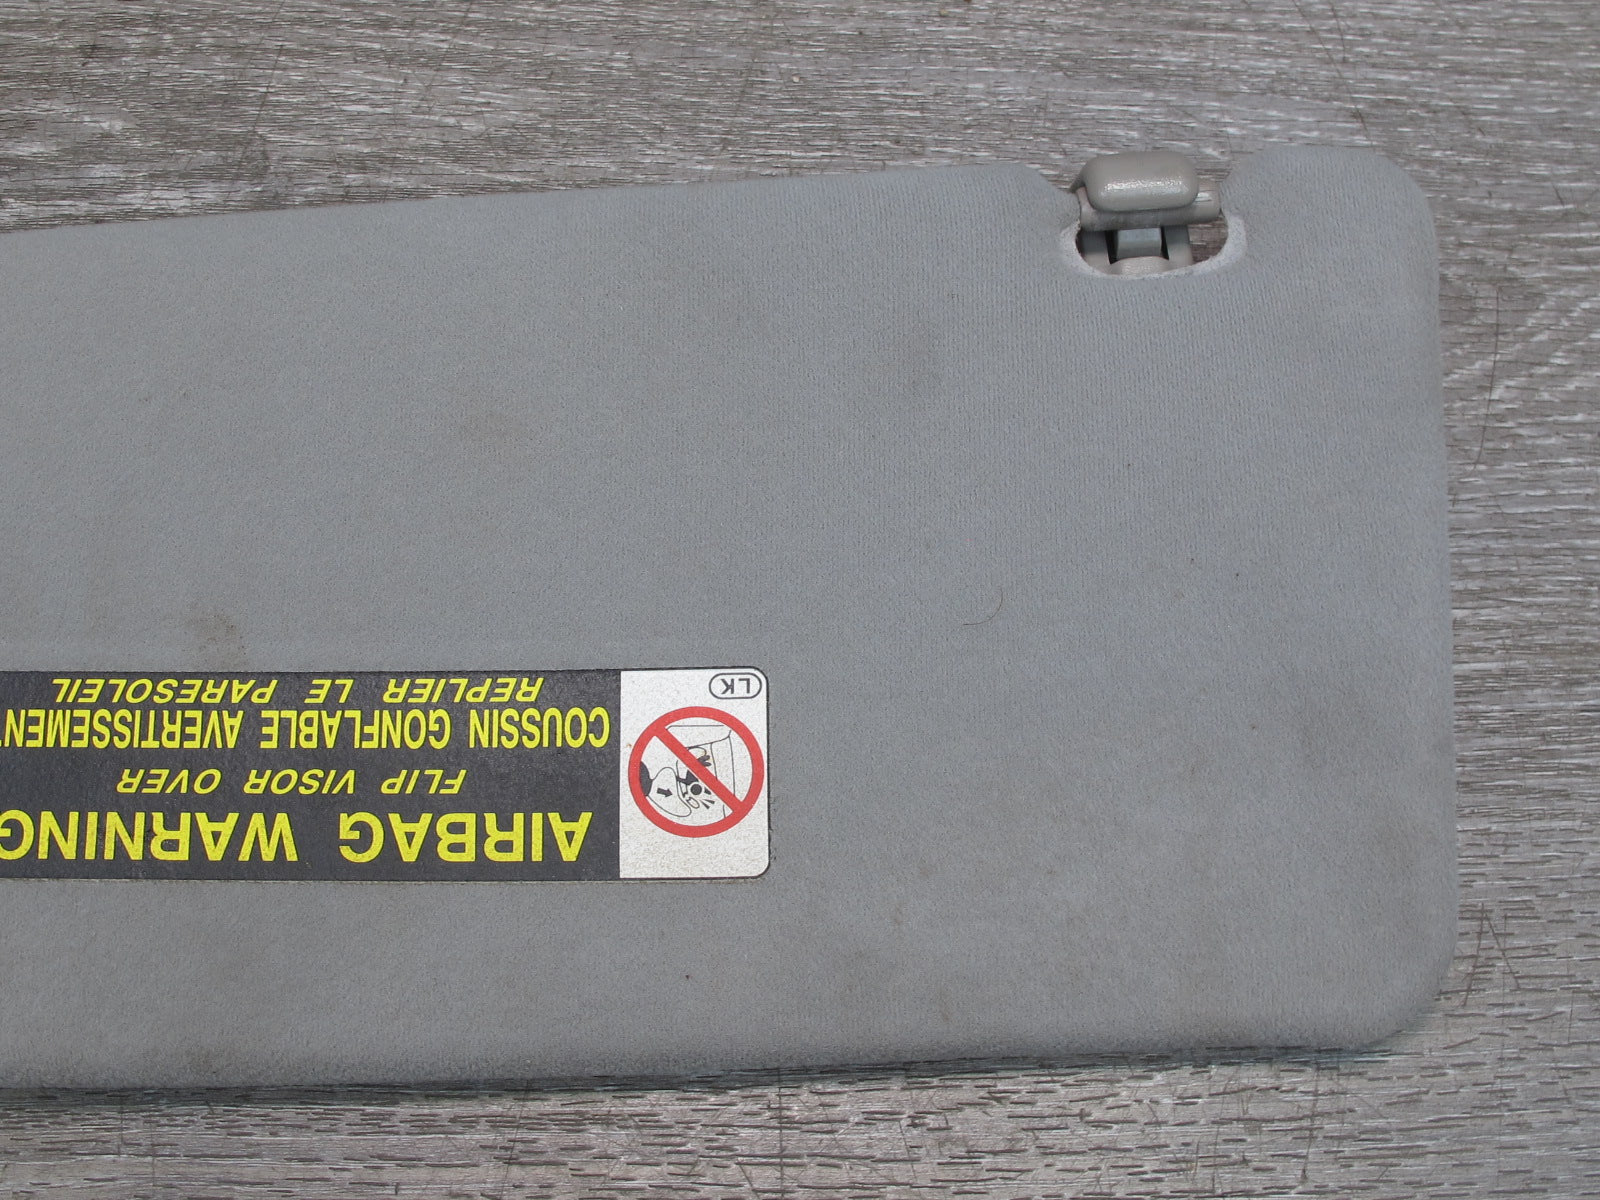 AIRBAG WARNING
FLIP VISOR OVER
COUSSIN GONFLABLE AVERTISSEMENT
REPLIER LE PARESOLEIL
LK